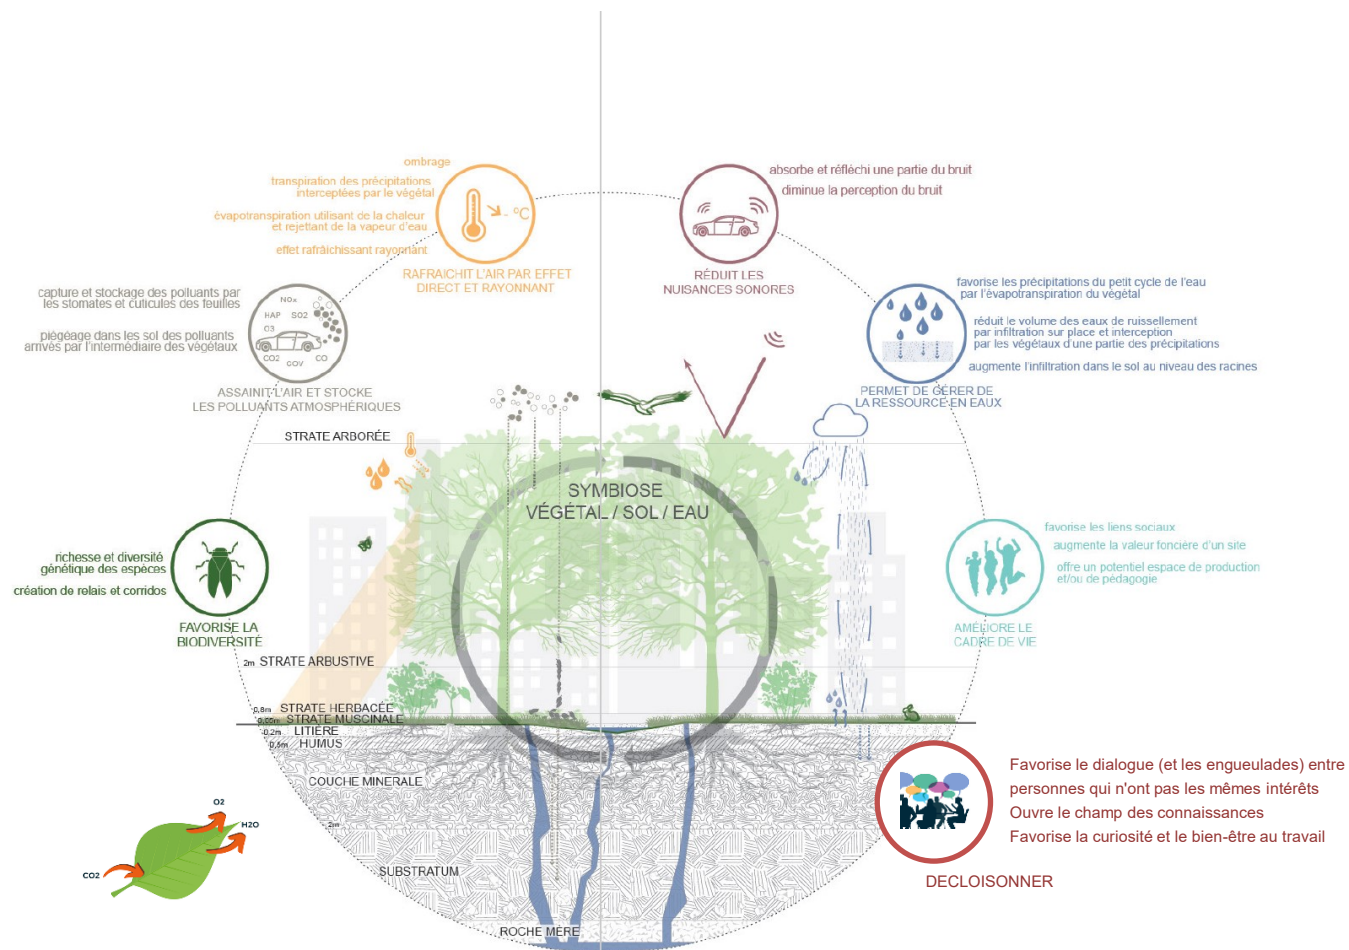 ombrage
transpiration des précipitations
interceptées par le végétal
évapotranspiration utilisant de la chaleur
et rejettant de la vapeur d'eau
effet rafraîchissant rayonnant
- °C
RAFRAICHIT L'AIR PAR EFFET
DIRECT ET RAYONNANT
absorbe et réfléchi une partie du bruit
diminue la perception du bruit
RÉDUIT LES
NUISANCES SONORES
capture et stockage des polluants par
les stomates et culicules des feuilles
piégeage dans les sol des polluants
arrivés par l'intermédiaire des végétaux
NOx
HAP SO2
O3
CO2 CO
COV
ASSAINIT L'AIR ET STOCKE
LES POLLUANTS ATMOSPHÉRIQUES
favorise les précipitations du petit cycle de l'eau
par l'évapotranspiration du végétal
réduit le volume des eaux de ruissellement
par infiltration sur place et interception
par les végétaux d'une partie des précipitations
augmente l'infiltration dans le sol au niveau des racines
PERMET DE GÉRER DE
LA RESSOURCE EN EAUX
STRATE ARBORÉE
SYMBIOSE
VÉGÉTAL / SOL / EAU
richesse et diversité
génétique des espèces
création de relais et corridos
FAVORISE LA
BIODIVERSITÉ
favorise les liens sociaux
augmente la valeur foncière d'un site
offre un potentiel espace de production
et/ou de pédagogie
AMÉLIORE LE
CADRE DE VIE
2m STRATE ARBUSTIVE
0,8m STRATE HERBACÉE
0,05m STRATE MUSCINALE
0,2m LITIÈRE
0,5m HUMUS
COUCHE MINERALE
2m
SUBSTRATUM
ROCHE MÈRE
O2
H2O
CO2
Favorise le dialogue (et les engueulades) entre
personnes qui n'ont pas les mêmes intérêts
Ouvre le champ des connaissances
Favorise la curiosité et le bien-être au travail
DECLOISONNER